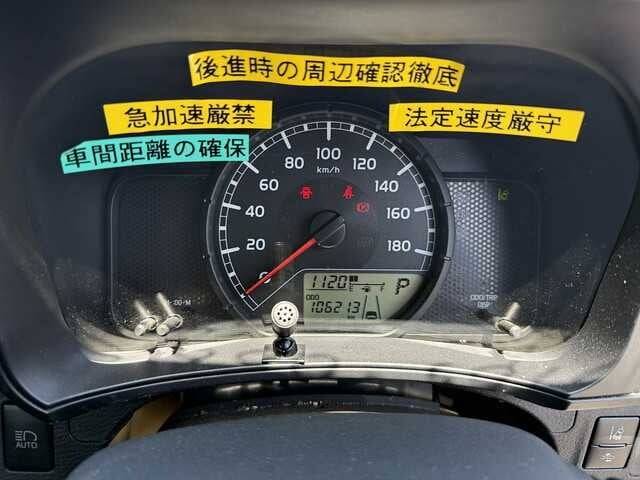 後進時の周辺確認徹底
急加速厳禁
法定速度厳守
車間距離の確保
100
80
120
km/h
60
140
40
160
20
180
0
1120
E F
P
ODO
106213
ODO/TRIP
DISP
AUTO